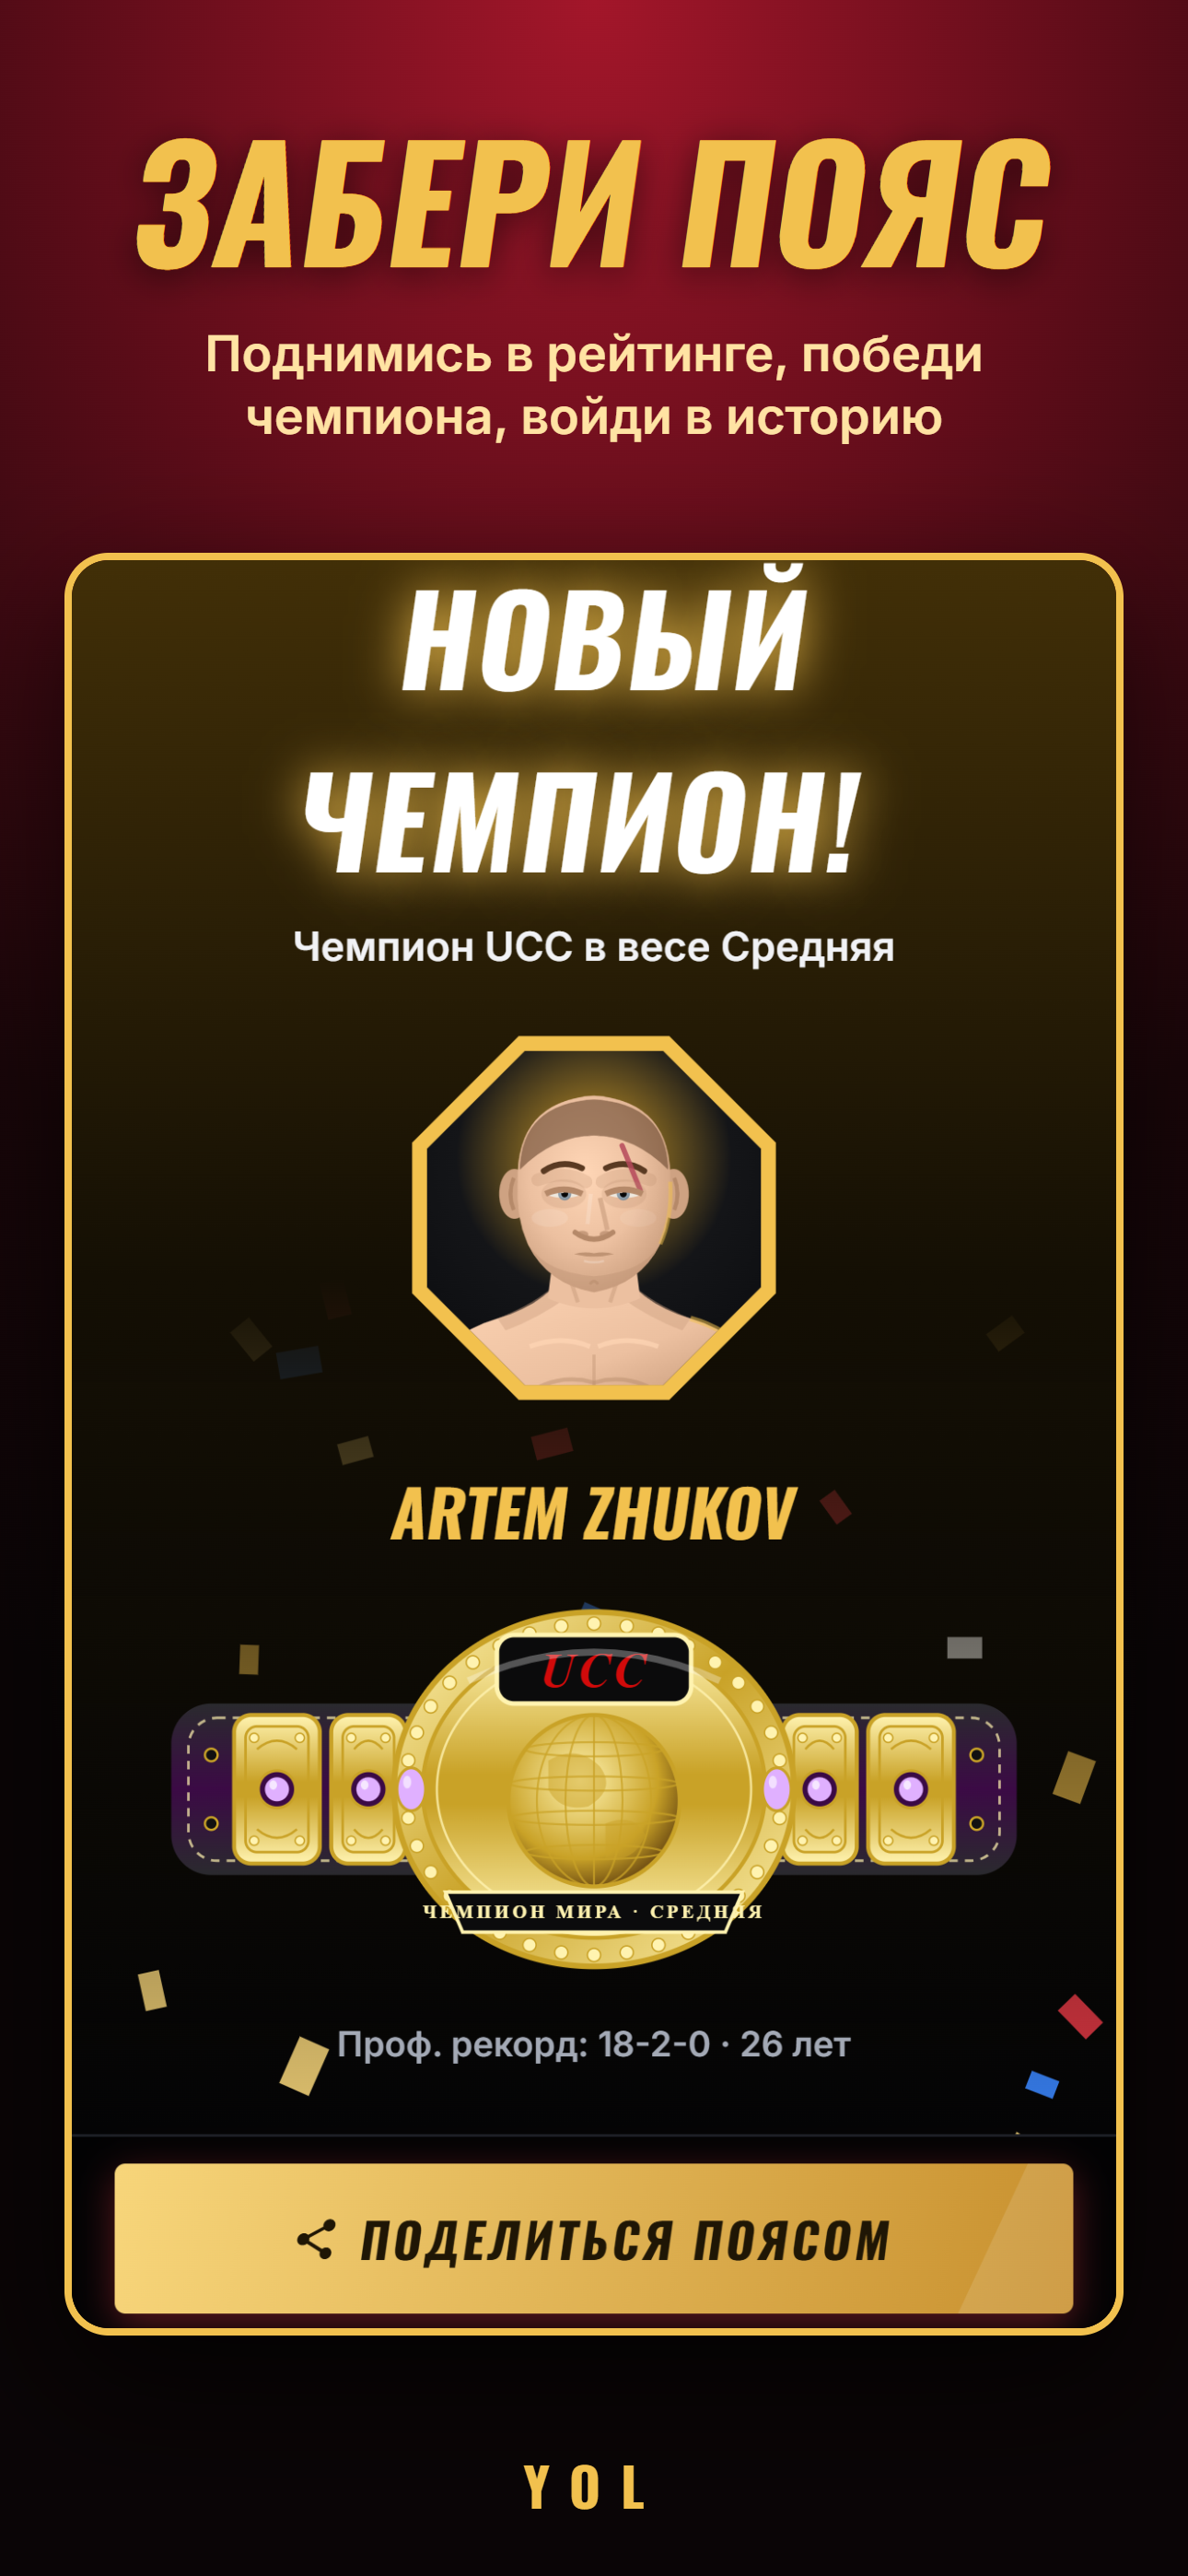 ЗАБЕРИ ПОЯС
Поднимись в рейтинге, победи
чемпиона, войди в историю
НОВЫЙ
ЧЕМПИОН!
Чемпион UCC в весе Средняя
ARTEM ZHUKOV
UCC
ЧЕМПИОН МИРА · СРЕДНЯЯ
Проф. рекорд: 18-2-0 · 26 лет
ПОДЕЛИТЬСЯ ПОЯСОМ
YOL